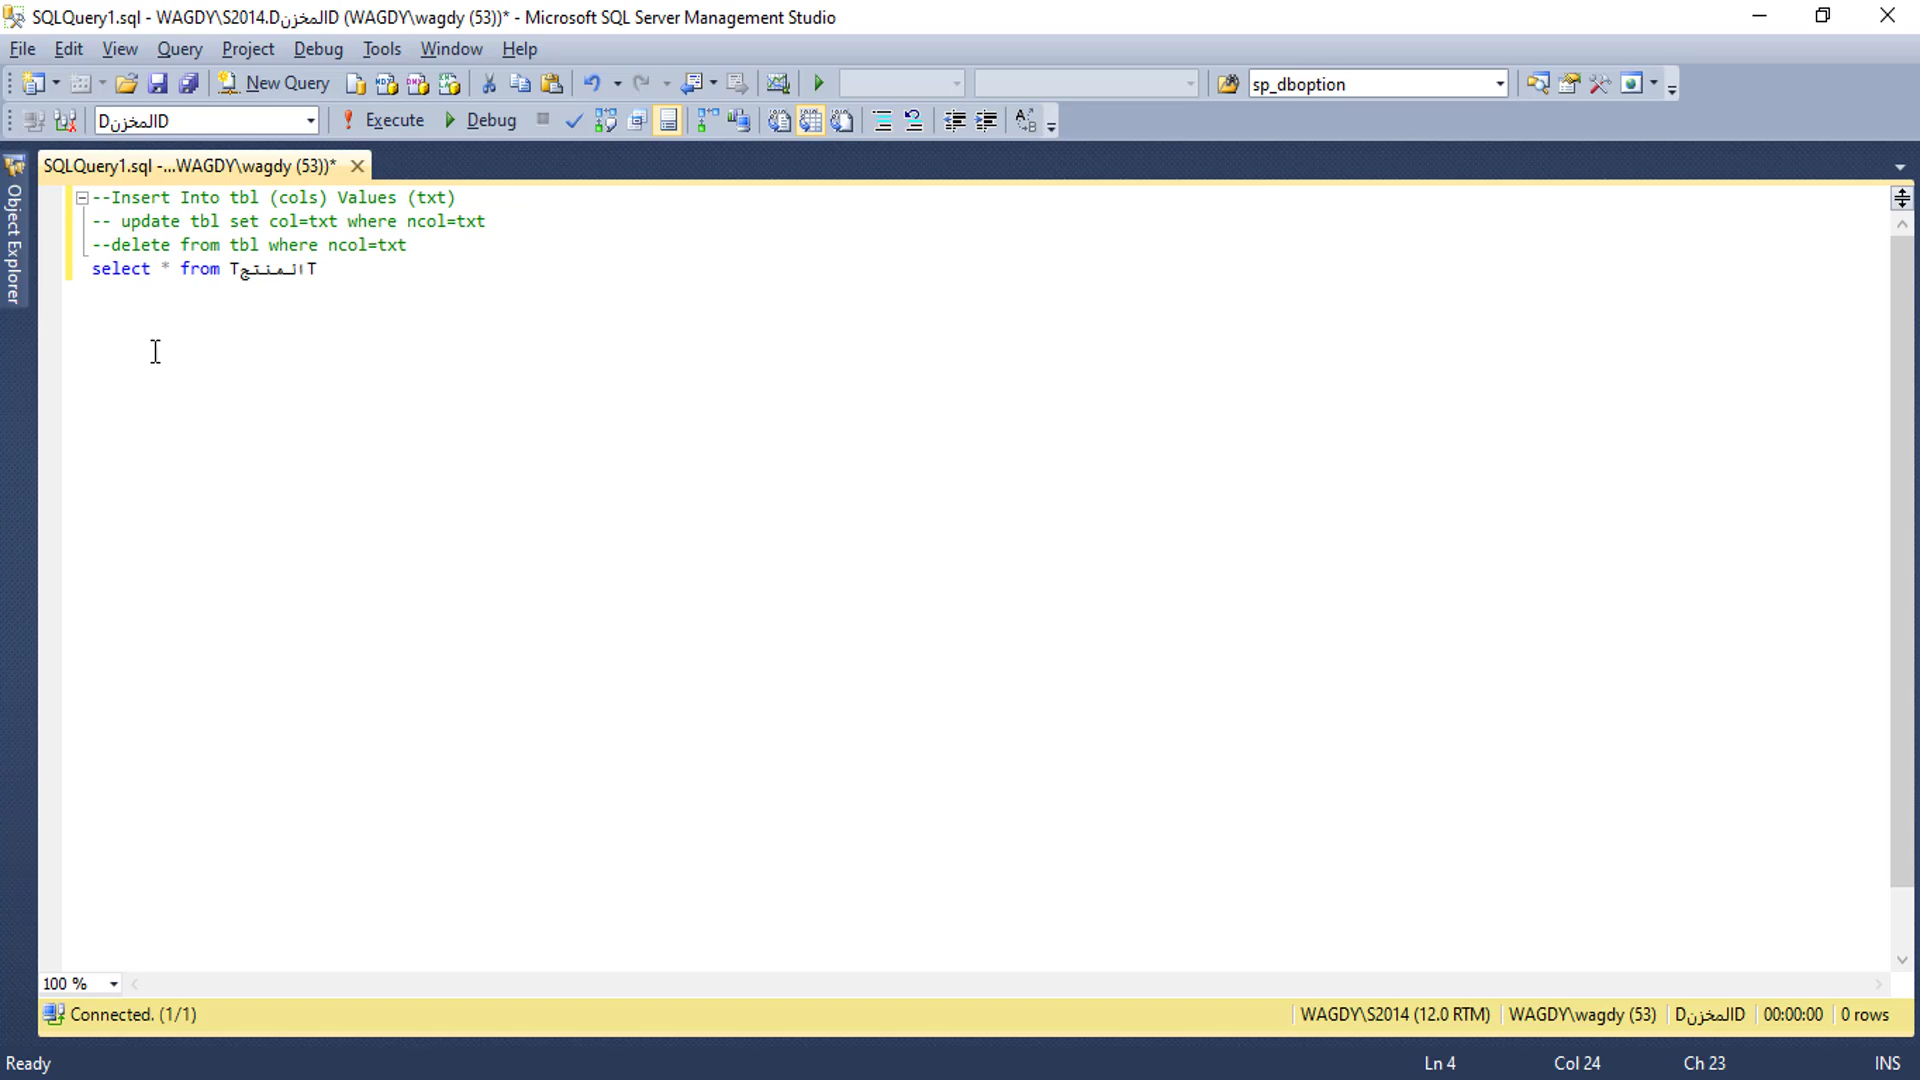 SQLQuery1.sql - WAGDY\S2014.DالمخزنD (WAGDY\wagdy (53))* - Microsoft SQL Server Management Studio
File Edit View Query Project Debug Tools Window Help
New Query sp_dboption
DالمخزنD Execute Debug
SQLQuery1.sql -...WAGDY\wagdy (53))*
Object Explorer
--Insert Into tbl (cols) Values (txt)
-- update tbl set col=txt where ncol=txt
--delete from tbl where ncol=txt
select * from TالمنتجT
100 %
Connected. (1/1) WAGDY\S2014 (12.0 RTM) WAGDY\wagdy (53) DالمخزنD 00:00:00 0 rows
Ready Ln 4 Col 24 Ch 23 INS